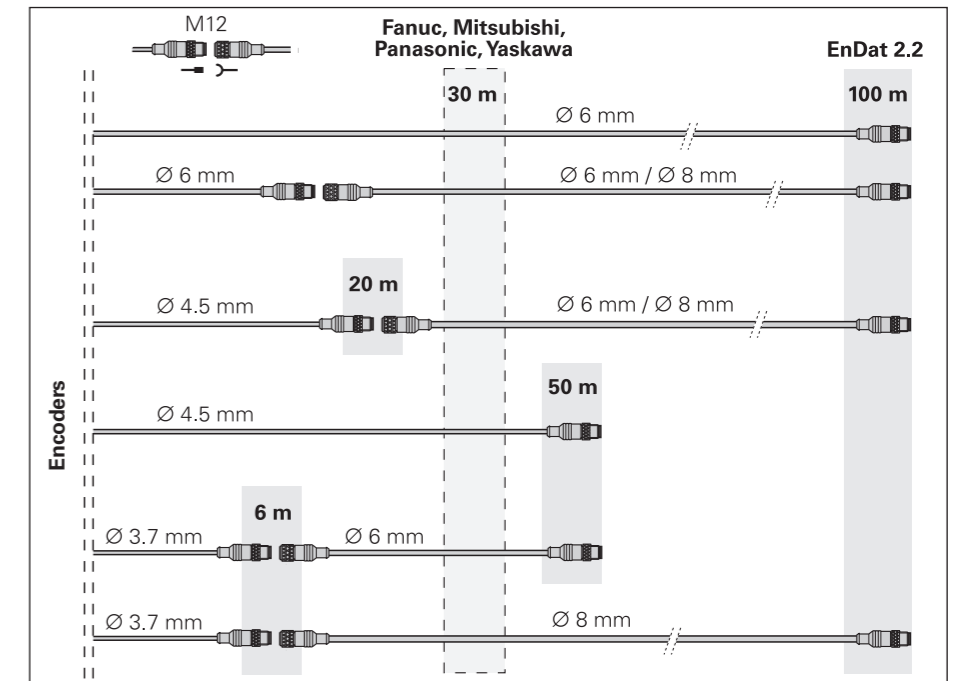 M12
Fanuc, Mitsubishi,
Panasonic, Yaskawa
EnDat 2.2
30 m
100 m
Ø 6 mm
Ø 6 mm
Ø 6 mm / Ø 8 mm
20 m
Ø 4.5 mm
Ø 6 mm / Ø 8 mm
50 m
Ø 4.5 mm
Encoders
6 m
Ø 3.7 mm
Ø 6 mm
Ø 3.7 mm
Ø 8 mm